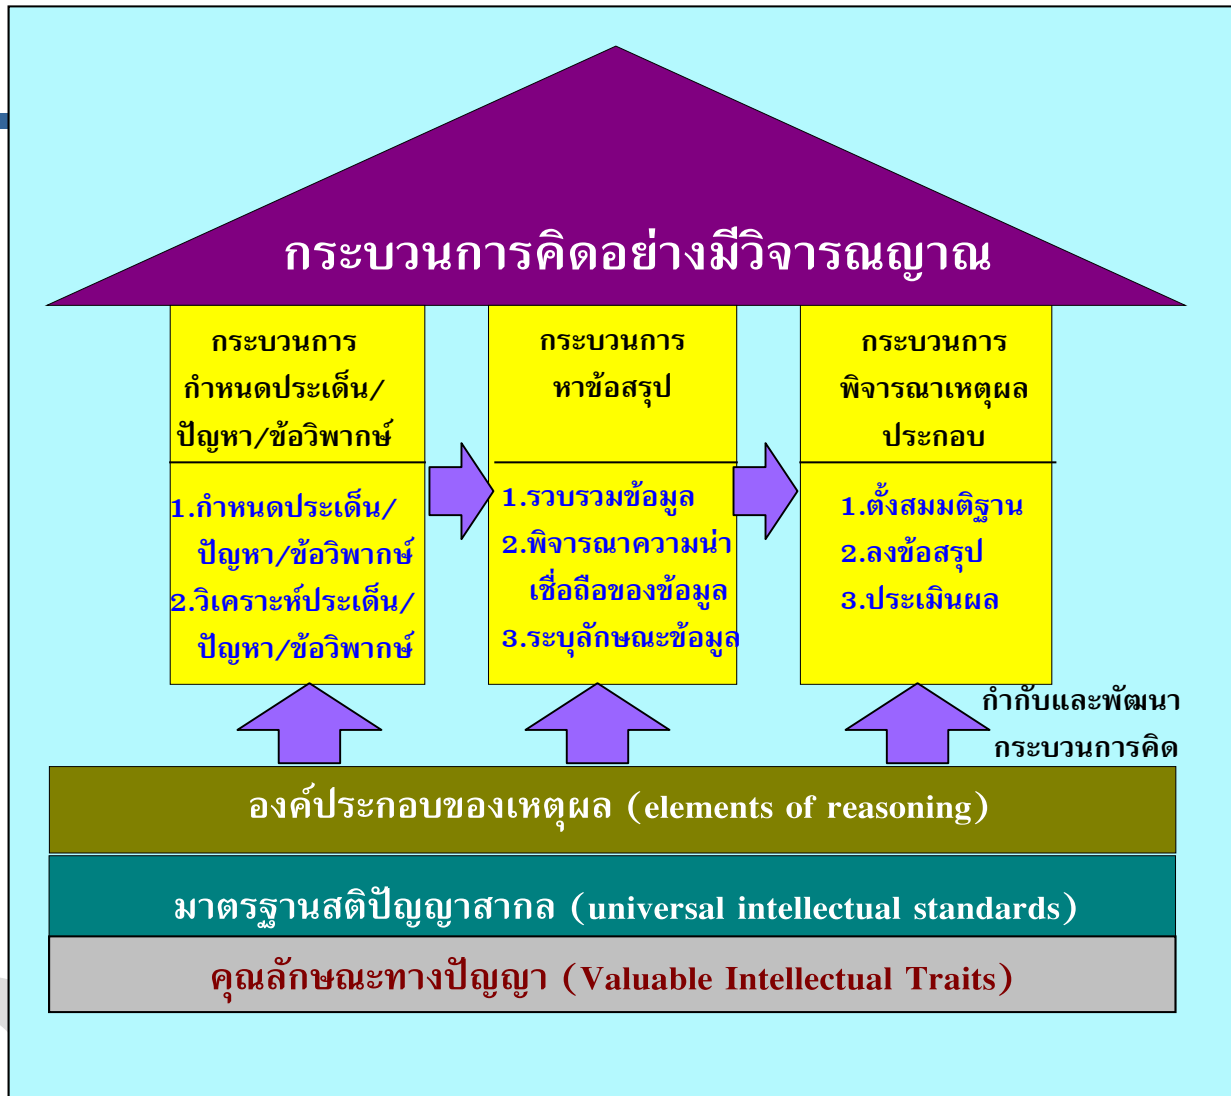 กระบวนการคิดอย่างมีวิจารณญาณ
กระบวนการ
กำหนดประเด็น/
ปัญหา/ข้อวิพากษ์
1.กำหนดประเด็น/
ปัญหา/ข้อวิพากษ์
2.วิเคราะห์ประเด็น/
ปัญหา/ข้อวิพากษ์
กระบวนการ
หาข้อสรุป
1.รวบรวมข้อมูล
2.พิจารณาความน่า
เชื่อถือของข้อมูล
3.ระบุลักษณะข้อมูล
กระบวนการ
พิจารณาเหตุผล
ประกอบ
1.ตั้งสมมติฐาน
2.ลงข้อสรุป
3.ประเมินผล
กำกับและพัฒนา
กระบวนการคิด
องค์ประกอบของเหตุผล (elements of reasoning)
มาตรฐานสติปัญญาสากล (universal intellectual standards)
คุณลักษณะทางปัญญา (Valuable Intellectual Traits)